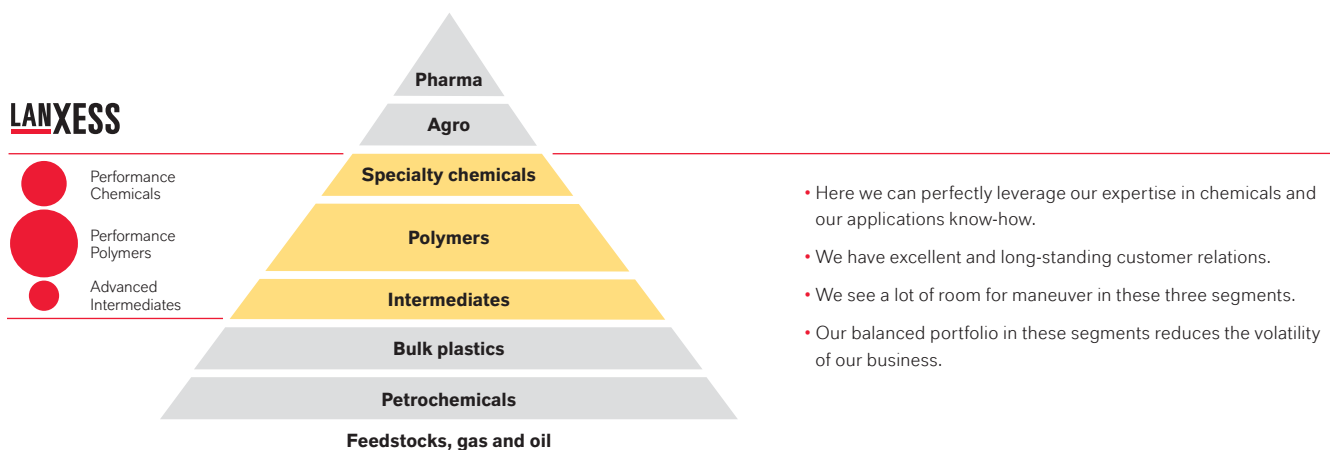 LANXESS
Performance
Chemicals
Performance
Polymers
Advanced
Intermediates
Pharma
Agro
Specialty chemicals
Polymers
Intermediates
Bulk plastics
Petrochemicals
Feedstocks, gas and oil
• Here we can perfectly leverage our expertise in chemicals and
our applications know-how.
• We have excellent and long-standing customer relations.
• We see a lot of room for maneuver in these three segments.
• Our balanced portfolio in these segments reduces the volatility
of our business.